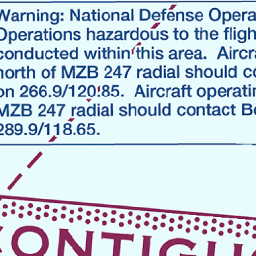 Warning: National Defense Opera
Operations hazardous to the fligh
conducted within this area. Aircra
north of MZB 247 radial should co
on 266.9/120.85. Aircraft operatin
MZB 247 radial should contact Be
289.9/118.65.
CONTIGU